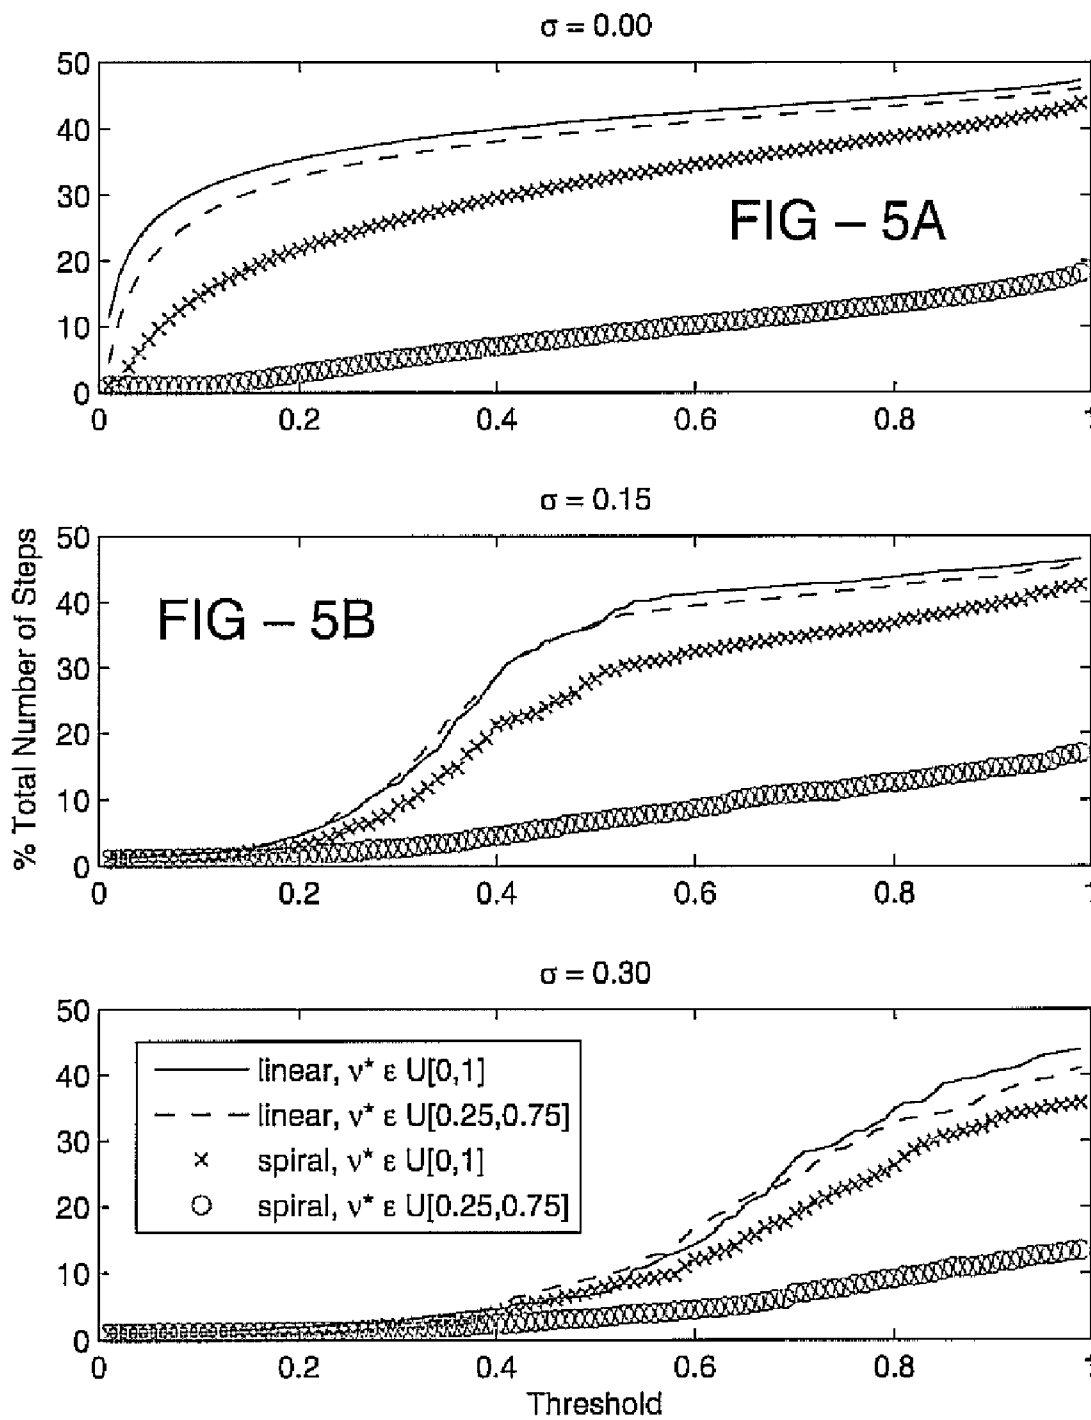 σ = 0.00
50
40
30
20
10
0
FIG – 5A
0 0.2 0.4 0.6 0.8 1
σ = 0.15
% Total Number of Steps
50
40
30
20
10
0
FIG – 5B
0 0.2 0.4 0.6 0.8 1
σ = 0.30
50
40
30
20
10
0
linear, ν* ε U[0,1]
linear, ν* ε U[0.25,0.75]
spiral, ν* ε U[0,1]
spiral, ν* ε U[0.25,0.75]
0 0.2 0.4 0.6 0.8 1
Threshold